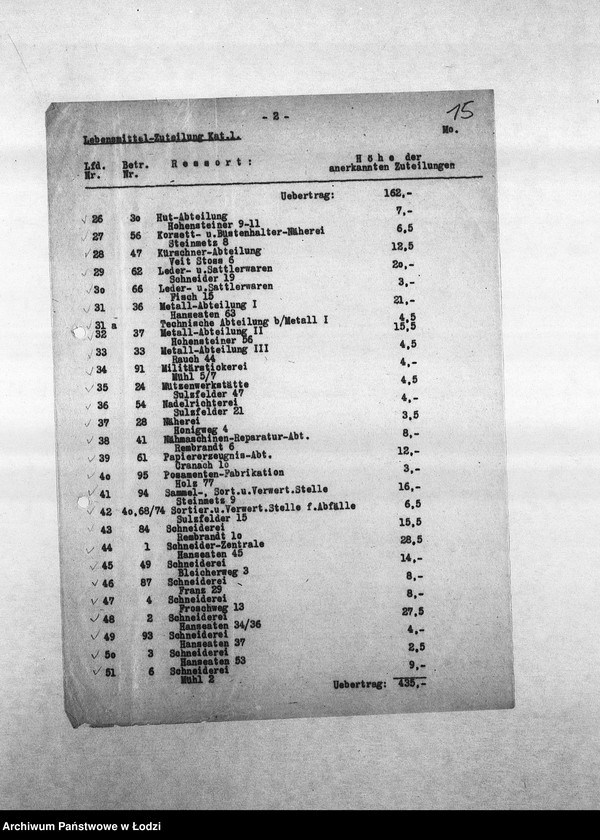 - 2 -
15
Mo.
Lebensmittel-Zuteilung Kat.I.
Lfd. Nr. Betr. Nr. Ressort: Höhe der anerkannten Zuteilungen
Uebertrag: 162,-
26 3o Hut-Abteilung 7,-
Hohensteiner 9-11
27 56 Korsett- u.Büstenhalter-Näherei 6,5
Steinmetz 8
28 47 Kürschner-Abteilung 12,5
Veit Stoss 6
29 62 Leder- u.Sattlerwaren 2o,-
Schneider 19
3o 66 Leder- u.Sattlerwaren 3,-
Fisch 15
31 36 Metall-Abteilung I 21,-
Hanseaten 63
31 a Technische Abteilung b/Metall I 4,5
32 37 Metall-Abteilung II 15,5
Hohensteiner 56
33 33 Metall-Abteilung III 4,5
Rauch 44
34 91 Militärstickerei 4,-
Mühl 5/7
35 24 Mützenwerkstätte 4,5
Sulzfelder 47
36 54 Nadelrichterei 4,-
Sulzfelder 21
37 28 Näherei 3,5
Honigweg 4
38 41 Nähmaschinen-Reparatur-Abt. 8,-
Rembrandt 6
39 61 Papiererzeugnis-Abt. 12,-
Cranach 1o
4o 95 Posamenten-Fabrikation 3,-
Holz 77
41 94 Sammel-, Sort.u.Verwert.Stelle 16,-
Steinmetz 9
42 4o,68/74 Sortier.u.Verwert.Stelle f.Abfälle 6,5
Sulzfelder 15
43 84 Schneiderei 15,5
Rembrandt 1o
44 1 Schneider-Zentrale 28,5
Hanseaten 45
45 49 Schneiderei 14,-
Bleicherweg 3
46 87 Schneiderei 8,-
Franz 29
47 4 Schneiderei 8,-
Froschweg 13
48 2 Schneiderei 27,5
Hanseaten 34/36
49 93 Schneiderei 4,-
Hanseaten 37
5o 3 Schneiderei 2,5
Hanseaten 53
51 6 Schneiderei 9,-
Mühl 2
Uebertrag: 435,-
Archiwum Państwowe w Łodzi